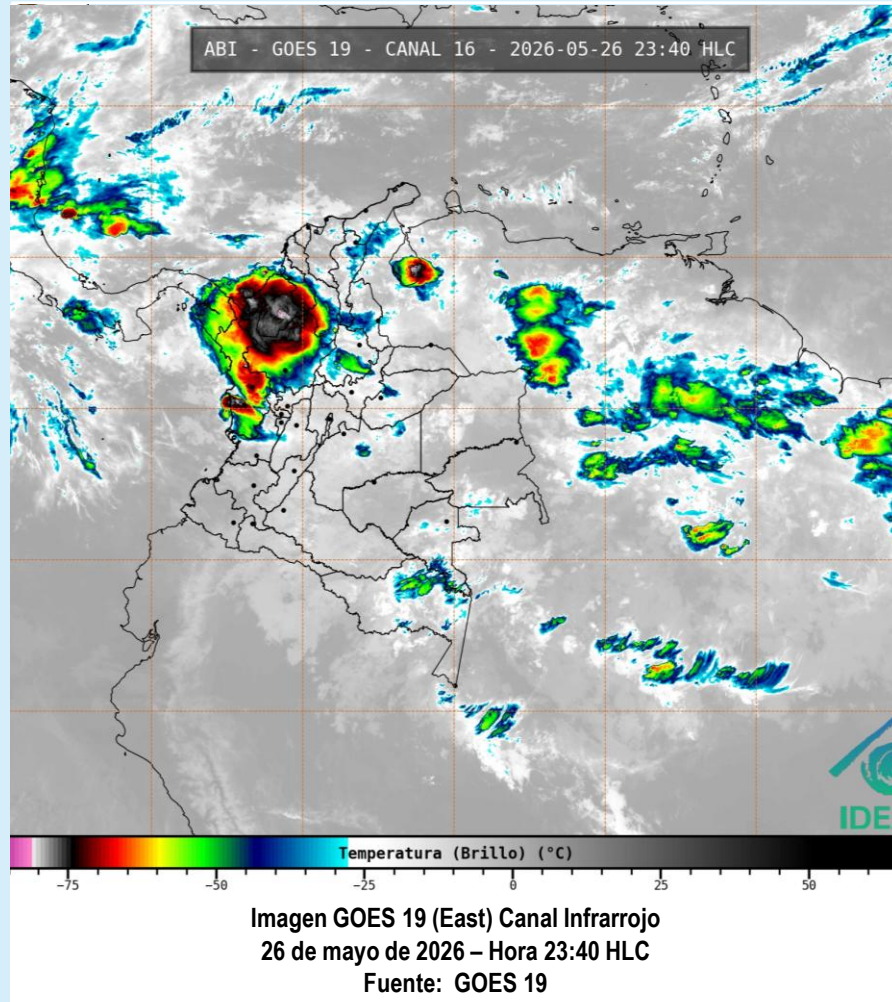 ABI - GOES 19 - CANAL 16 - 2026-05-26 23:40 HLC
IDE
Temperatura (Brillo) (°C)
−75 −50 −25 0 25 50
Imagen GOES 19 (East) Canal Infrarrojo
26 de mayo de 2026 – Hora 23:40 HLC
Fuente: GOES 19